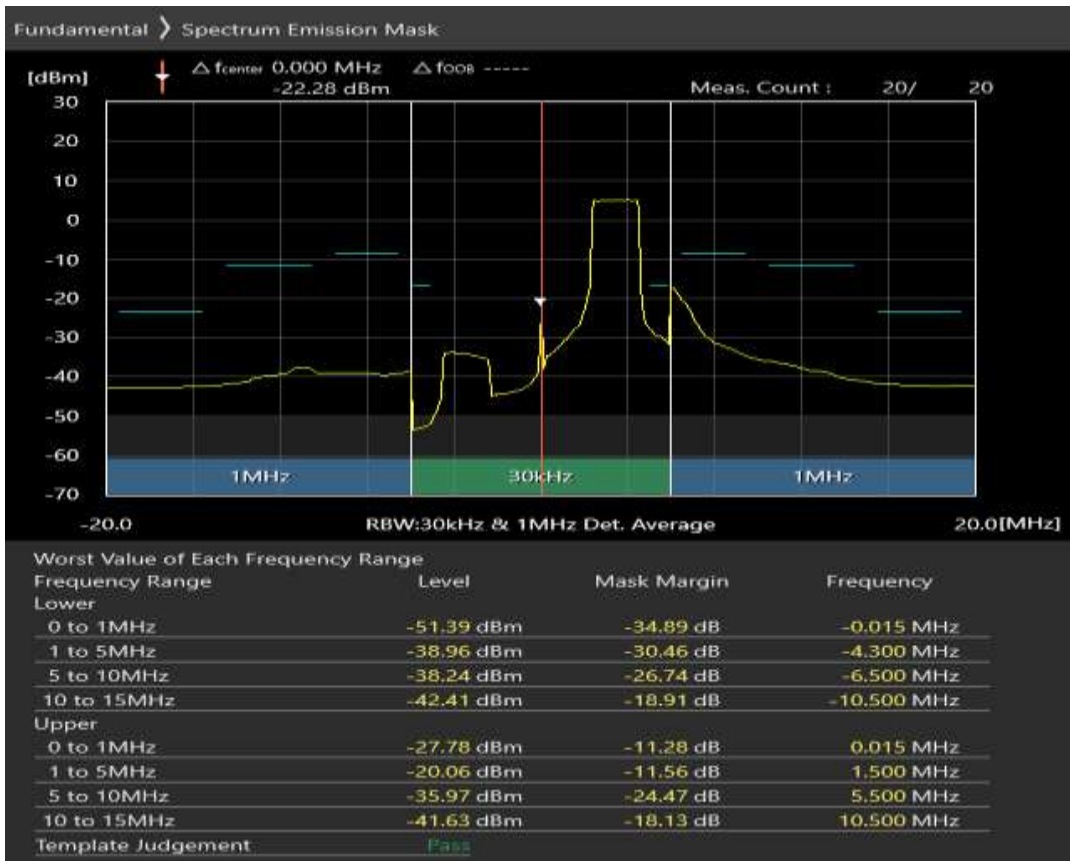 Fundamental ❯ Spectrum Emission Mask
[dBm] △ fcenter 0.000 MHz △ fOOB -----
-22.28 dBm Meas. Count : 20/ 20
30
20
10
0
-10
-20
-30
-40
-50
-60
1MHz 30kHz 1MHz
-70
-20.0 RBW:30kHz & 1MHz Det. Average 20.0[MHz]
Worst Value of Each Frequency Range
Frequency Range Level Mask Margin Frequency
Lower
0 to 1MHz -51.39 dBm -34.89 dB -0.015 MHz
1 to 5MHz -38.96 dBm -30.46 dB -4.300 MHz
5 to 10MHz -38.24 dBm -26.74 dB -6.500 MHz
10 to 15MHz -42.41 dBm -18.91 dB -10.500 MHz
Upper
0 to 1MHz -27.78 dBm -11.28 dB 0.015 MHz
1 to 5MHz -20.06 dBm -11.56 dB 1.500 MHz
5 to 10MHz -35.97 dBm -24.47 dB 5.500 MHz
10 to 15MHz -41.63 dBm -18.13 dB 10.500 MHz
Template Judgement Pass